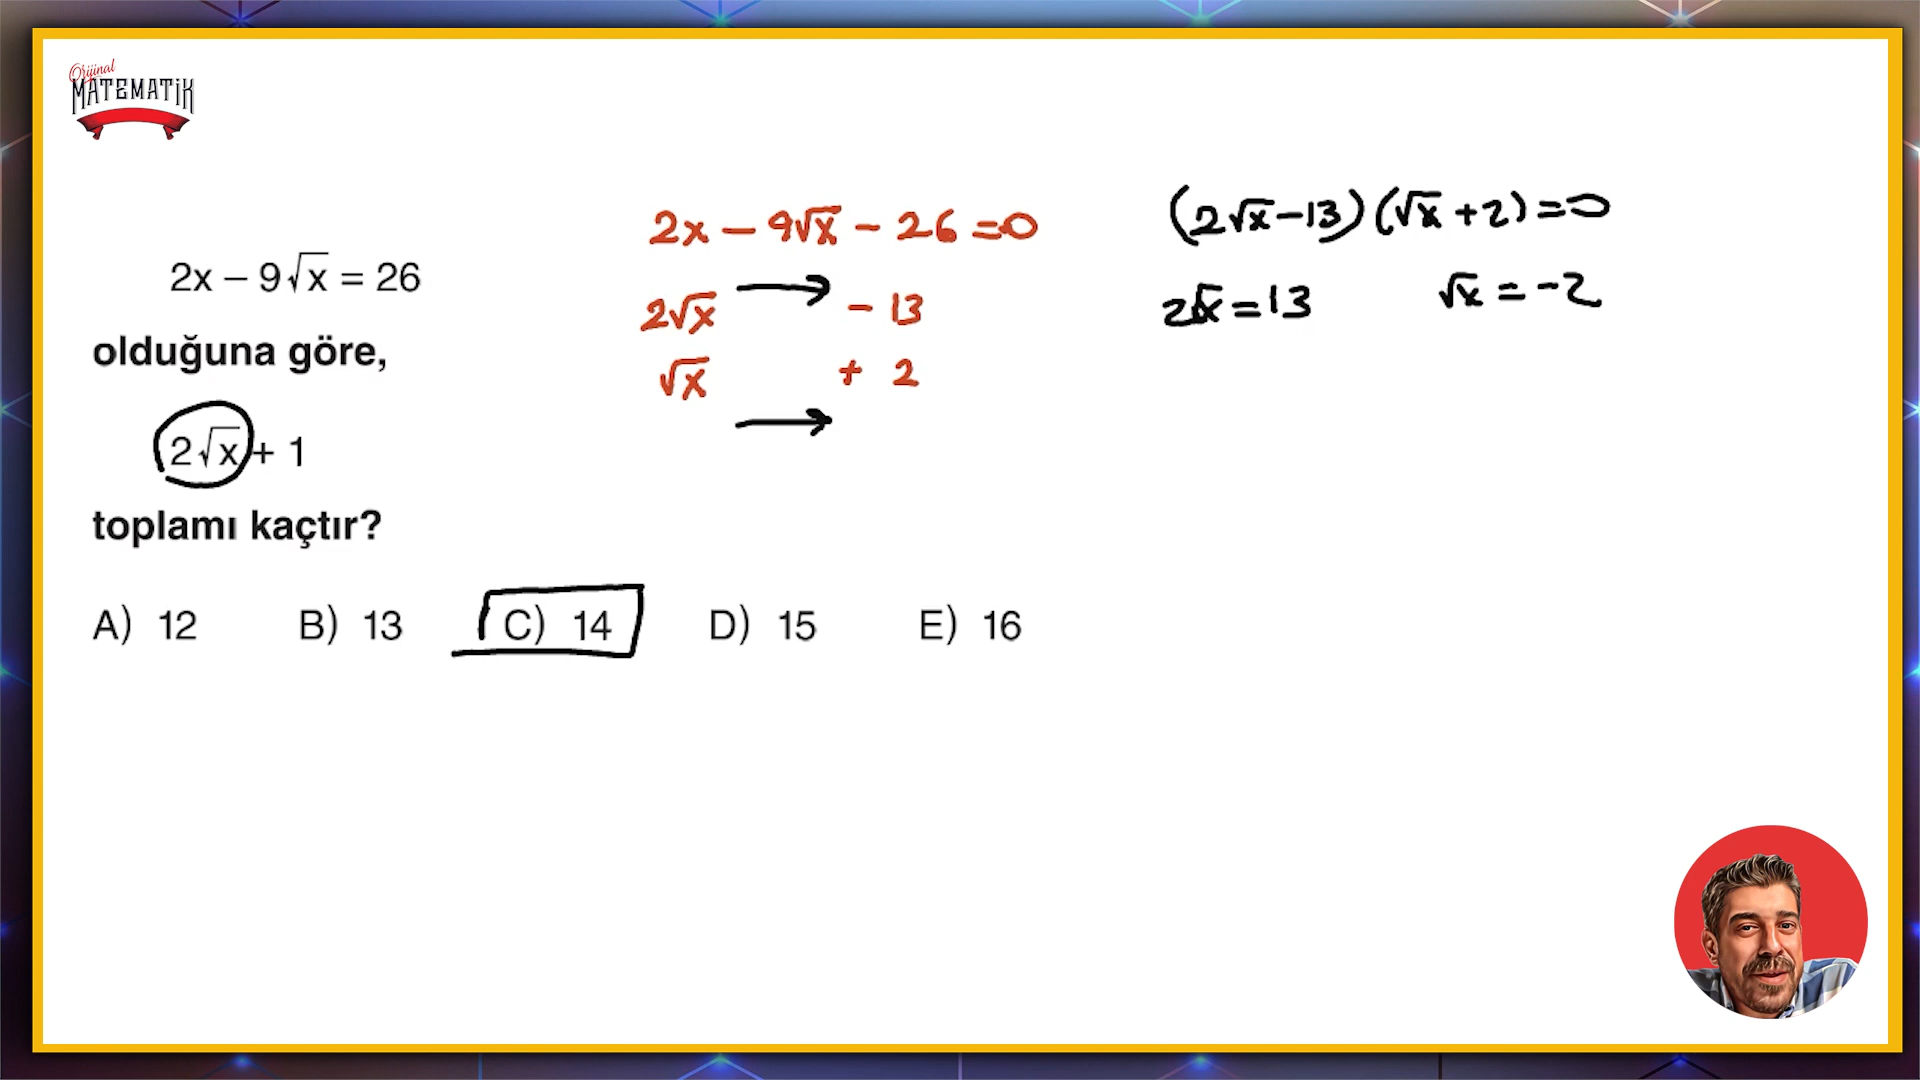 Orijinal
MATEMATİK
2x – 9√x = 26
olduğuna göre,
2√x + 1
toplamı kaçtır?
A) 12 B) 13 C) 14 D) 15 E) 16
2x – 9√x – 26 = 0
2√x → – 13
√x + 2
→
(2√x – 13)(√x + 2) = 0
2√x = 13 √x = –2